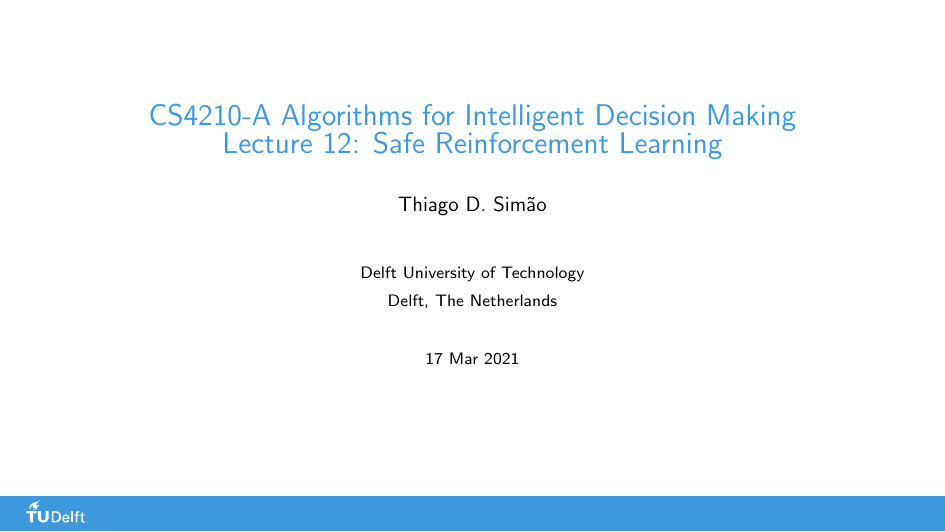 CS4210-A Algorithms for Intelligent Decision Making
Lecture 12: Safe Reinforcement Learning
Thiago D. Simão
Delft University of Technology
Delft, The Netherlands
17 Mar 2021
TUDelft